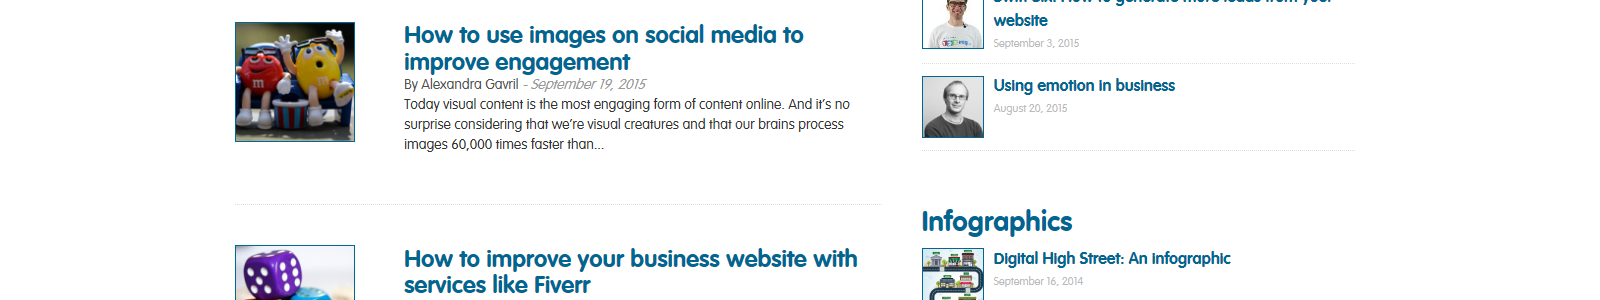 How to use images on social media to
improve engagement
By Alexandra Gavril - September 19, 2015
Today visual content is the most engaging form of content online. And it's no
surprise considering that we're visual creatures and that our brains process
images 60,000 times faster than...
How to improve your business website with
services like Fiverr
website
September 3, 2015
Using emotion in business
August 20, 2015
Infographics
Digital High Street: An infographic
September 16, 2014